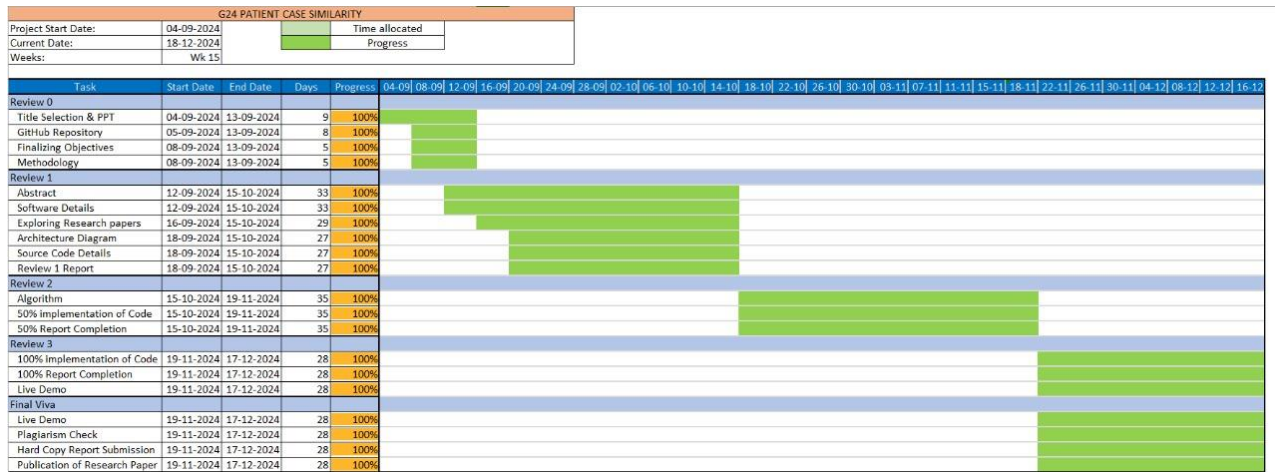 G24 PATIENT CASE SIMILARITY
Project Start Date: 04-09-2024 Time allocated
Current Date: 18-12-2024 Progress
Weeks: Wk 15
Task Start Date End Date Days Progress 04-09 08-09 12-09 16-09 20-09 24-09 28-09 02-10 06-10 10-10 14-10 18-10 22-10 26-10 30-10 03-11 07-11 11-11 15-11 18-11 22-11 26-11 30-11 04-12 08-12 12-12 16-12
Review 0
Title Selection & PPT 04-09-2024 13-09-2024 9 100%
GitHub Repository 05-09-2024 13-09-2024 8 100%
Finalizing Objectives 08-09-2024 13-09-2024 5 100%
Methodology 08-09-2024 13-09-2024 5 100%
Review 1
Abstract 12-09-2024 15-10-2024 33 100%
Software Details 12-09-2024 15-10-2024 33 100%
Exploring Research papers 16-09-2024 15-10-2024 29 100%
Architecture Diagram 18-09-2024 15-10-2024 27 100%
Source Code Details 18-09-2024 15-10-2024 27 100%
Review 1 Report 18-09-2024 15-10-2024 27 100%
Review 2
Algorithm 15-10-2024 19-11-2024 35 100%
50% implementation of Code 15-10-2024 19-11-2024 35 100%
50% Report Completion 15-10-2024 19-11-2024 35 100%
Review 3
100% implementation of Code 19-11-2024 17-12-2024 28 100%
100% Report Completion 19-11-2024 17-12-2024 28 100%
Live Demo 19-11-2024 17-12-2024 28 100%
Final Viva
Live Demo 19-11-2024 17-12-2024 28 100%
Plagiarism Check 19-11-2024 17-12-2024 28 100%
Hard Copy Report Submission 19-11-2024 17-12-2024 28 100%
Publication of Research Paper 19-11-2024 17-12-2024 28 100%